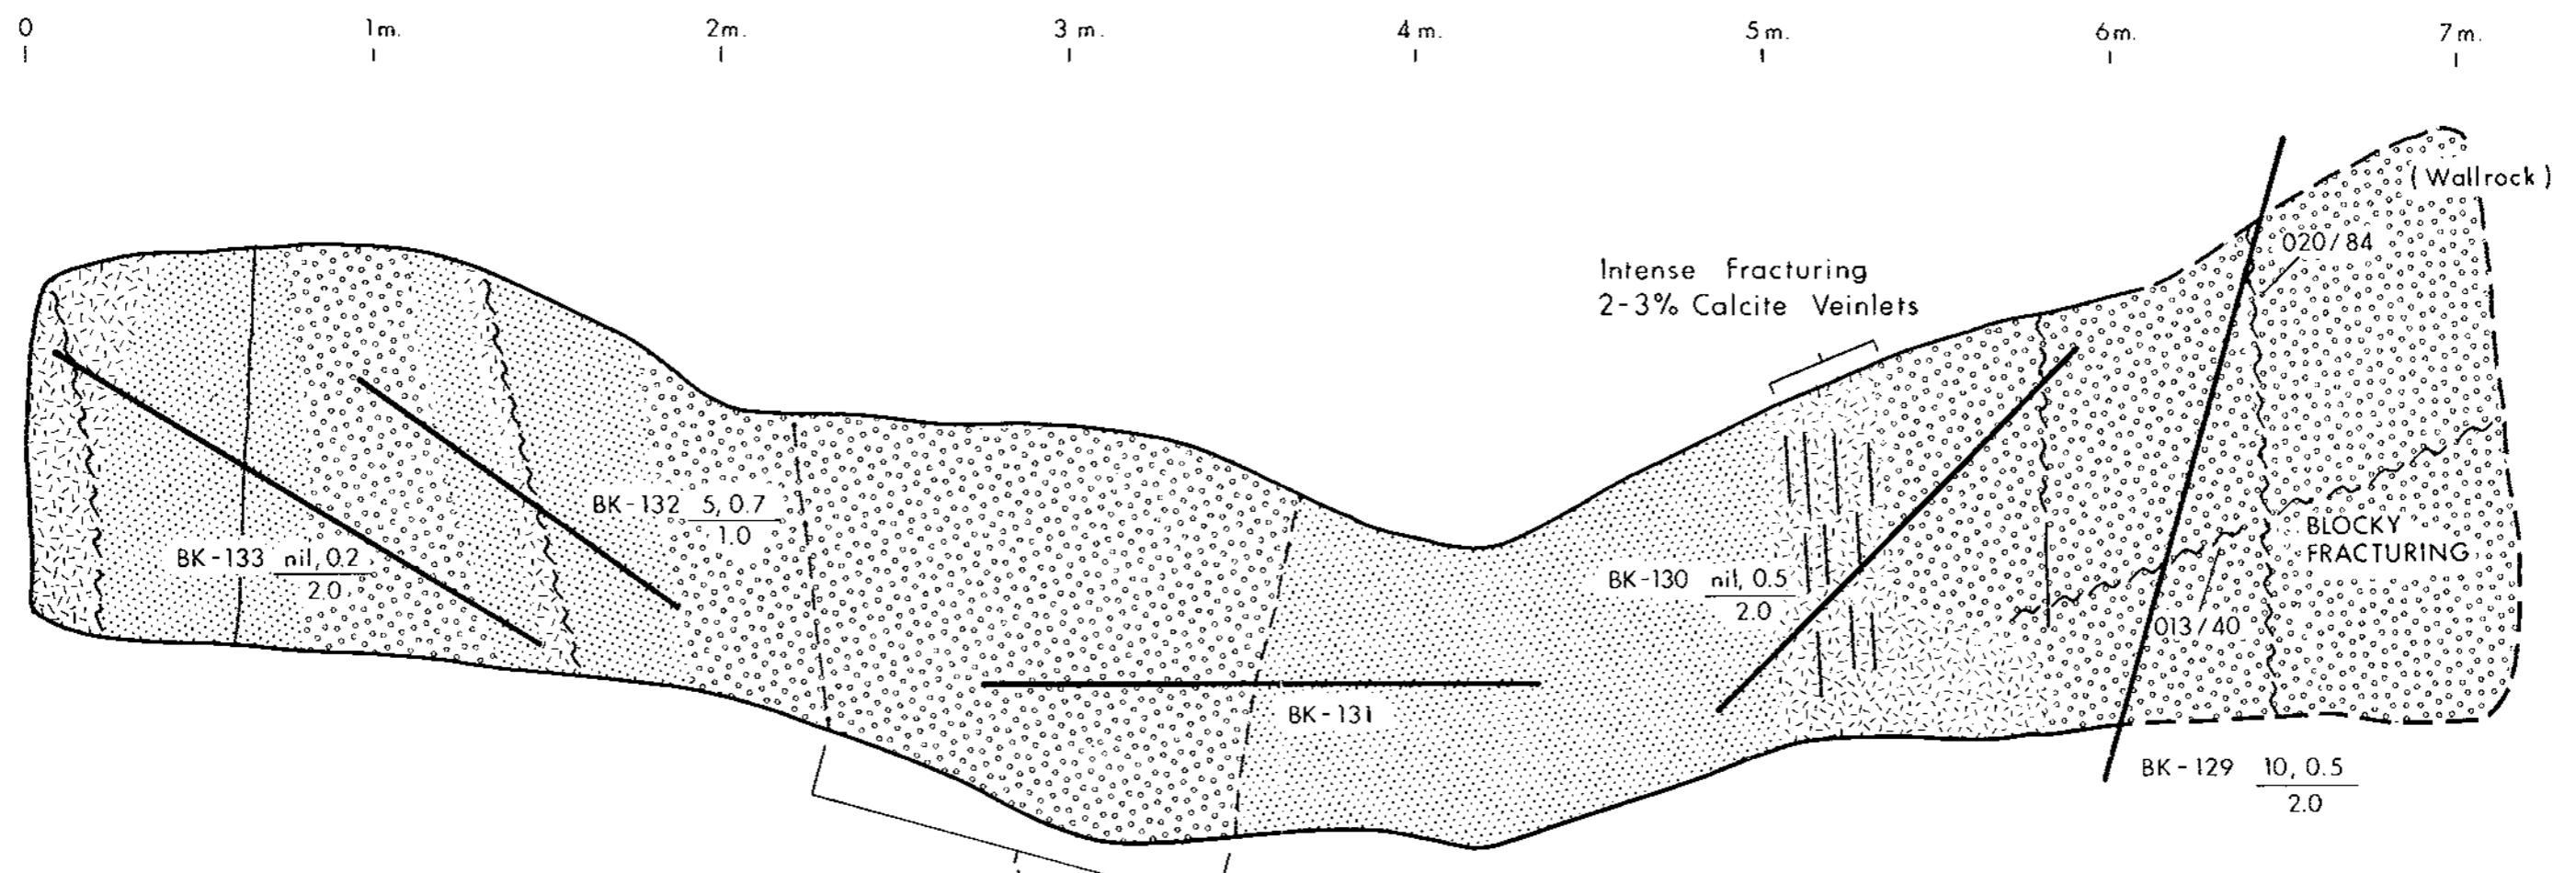 0 1m. 2m. 3 m. 4 m. 5 m. 6m. 7m.
(Wallrock)
020/84
Intense Fracturing
2-3% Calcite Veinlets
BK-132 5, 0.7
1.0
BLOCKY
FRACTURING
BK-133 nil, 0.2
2.0
BK-130 nil, 0.5
2.0
013/40
BK-131
BK-129 10, 0.5
2.0